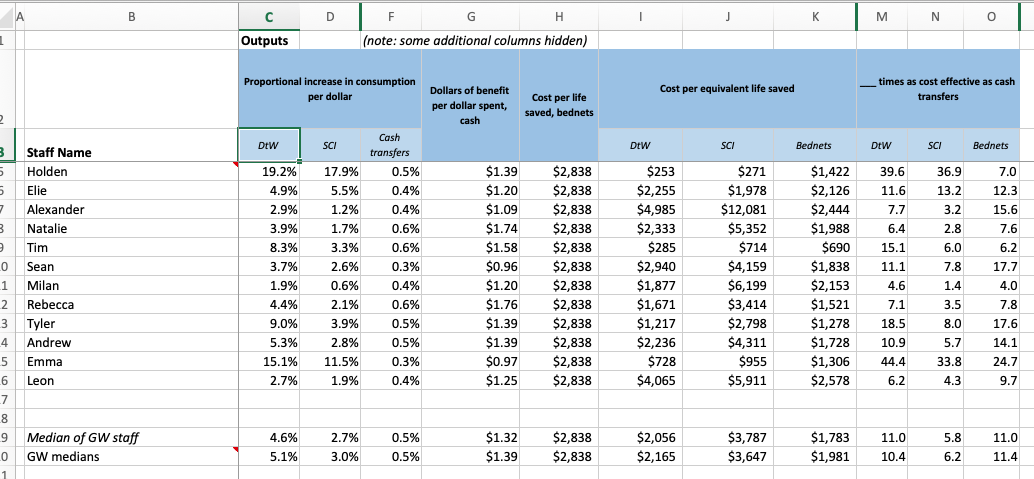 A B C D F G H I J K M N O
1 Outputs (note: some additional columns hidden)
Proportional increase in consumption per dollar
Dollars of benefit per dollar spent, cash
Cost per life saved, bednets
Cost per equivalent life saved
___ times as cost effective as cash transfers
2
3 Staff Name DtW SCI Cash transfers DtW SCI Bednets DtW SCI Bednets
5 Holden 19.2% 17.9% 0.5% $1.39 $2,838 $253 $271 $1,422 39.6 36.9 7.0
6 Elie 4.9% 5.5% 0.4% $1.20 $2,838 $2,255 $1,978 $2,126 11.6 13.2 12.3
7 Alexander 2.9% 1.2% 0.4% $1.09 $2,838 $4,985 $12,081 $2,444 7.7 3.2 15.6
8 Natalie 3.9% 1.7% 0.6% $1.74 $2,838 $2,333 $5,352 $1,988 6.4 2.8 7.6
9 Tim 8.3% 3.3% 0.6% $1.58 $2,838 $285 $714 $690 15.1 6.0 6.2
0 Sean 3.7% 2.6% 0.3% $0.96 $2,838 $2,940 $4,159 $1,838 11.1 7.8 17.7
1 Milan 1.9% 0.6% 0.4% $1.20 $2,838 $1,877 $6,199 $2,153 4.6 1.4 4.0
2 Rebecca 4.4% 2.1% 0.6% $1.76 $2,838 $1,671 $3,414 $1,521 7.1 3.5 7.8
3 Tyler 9.0% 3.9% 0.5% $1.39 $2,838 $1,217 $2,798 $1,278 18.5 8.0 17.6
4 Andrew 5.3% 2.8% 0.5% $1.39 $2,838 $2,236 $4,311 $1,728 10.9 5.7 14.1
5 Emma 15.1% 11.5% 0.3% $0.97 $2,838 $728 $955 $1,306 44.4 33.8 24.7
6 Leon 2.7% 1.9% 0.4% $1.25 $2,838 $4,065 $5,911 $2,578 6.2 4.3 9.7
7
8
9 Median of GW staff 4.6% 2.7% 0.5% $1.32 $2,838 $2,056 $3,787 $1,783 11.0 5.8 11.0
0 GW medians 5.1% 3.0% 0.5% $1.39 $2,838 $2,165 $3,647 $1,981 10.4 6.2 11.4
1